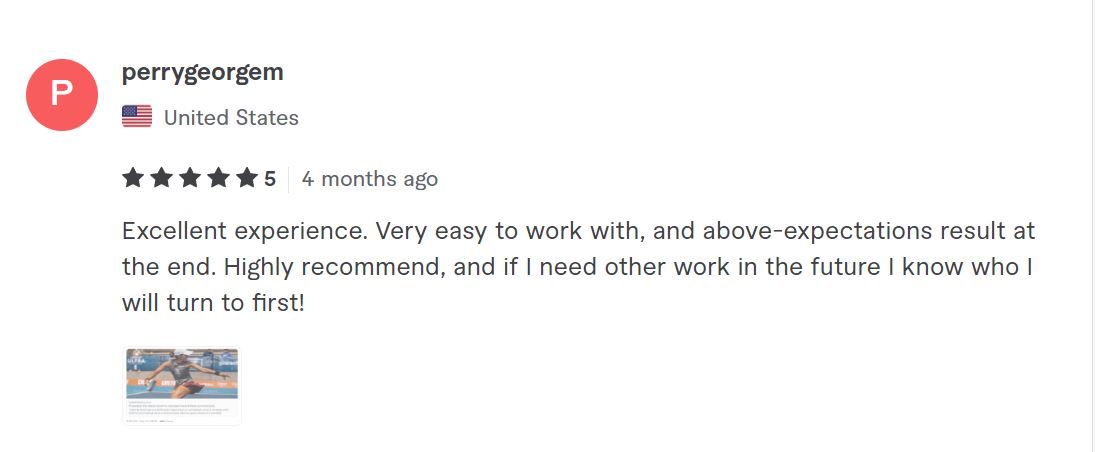 P
perrygeorgem
United States
5
4 months ago
Excellent experience. Very easy to work with, and above-expectations result at
the end. Highly recommend, and if I need other work in the future I know who I
will turn to first!
ULTRA